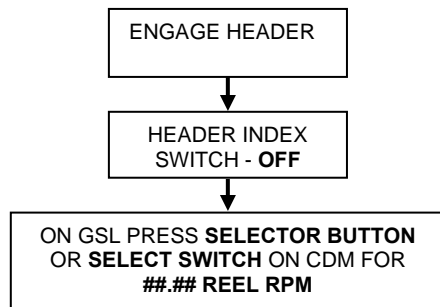 ENGAGE HEADER
HEADER INDEX
SWITCH - OFF
ON GSL PRESS SELECTOR BUTTON
OR SELECT SWITCH ON CDM FOR
##.## REEL RPM